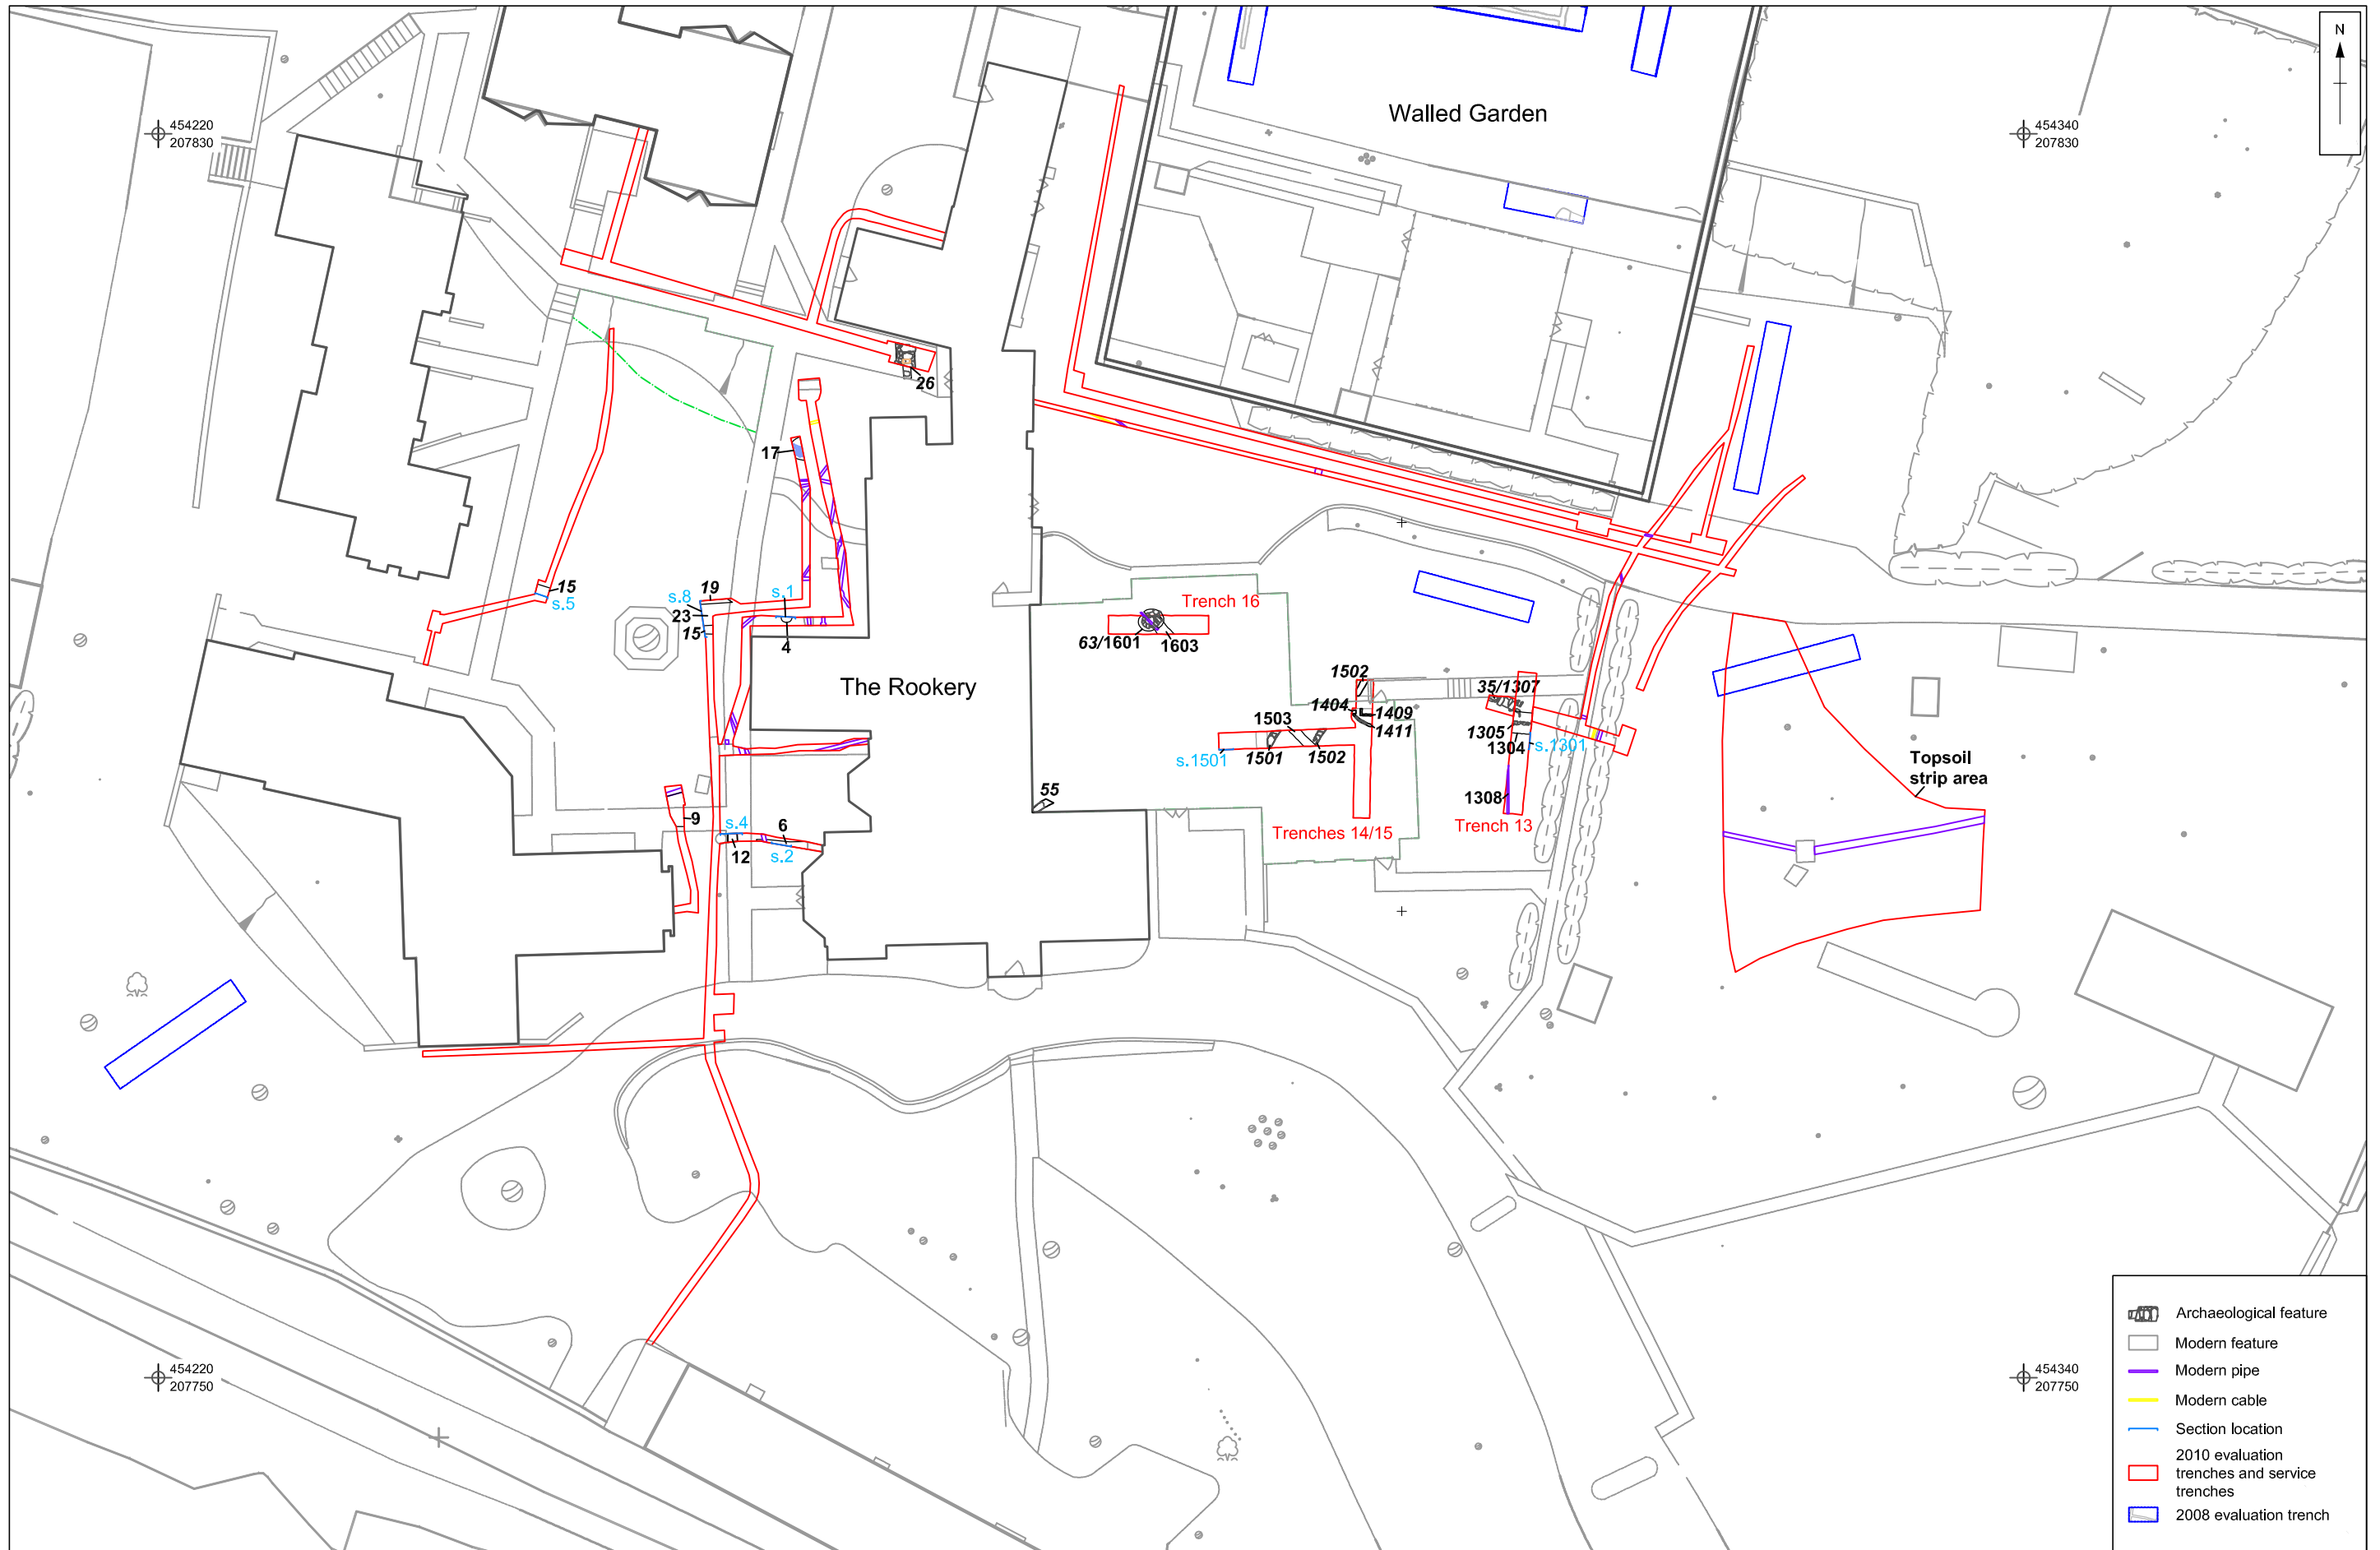 N
Walled Garden
454220
207830
454340
207830
26
17
15
s.5
s.8
19
s.1
23
15
4
Trench 16
63/1601
1603
The Rookery
1502
35/1307
1404
1409
1503
1411
1305
1304
s.1301
s.1501
1501
1502
Topsoil
strip area
55
1308
9
s.4
6
12
s.2
Trenches 14/15
Trench 13
454220
207750
454340
207750
Archaeological feature
Modern feature
Modern pipe
Modern cable
Section location
2010 evaluation
trenches and service
trenches
2008 evaluation trench